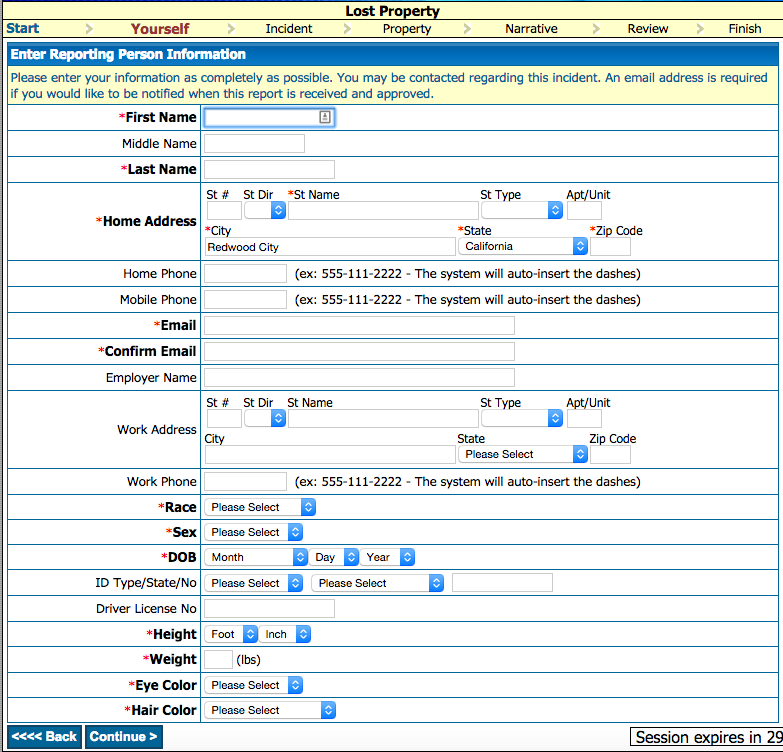 Lost Property
Start > Yourself > Incident > Property > Narrative > Review > Finish
Enter Reporting Person Information
Please enter your information as completely as possible. You may be contacted regarding this incident. An email address is required
if you would like to be notified when this report is received and approved.
*First Name
Middle Name
*Last Name
St # St Dir *St Name St Type Apt/Unit
*Home Address
*City *State *Zip Code
Redwood City California
Home Phone (ex: 555-111-2222 - The system will auto-insert the dashes)
Mobile Phone (ex: 555-111-2222 - The system will auto-insert the dashes)
*Email
*Confirm Email
Employer Name
St # St Dir St Name St Type Apt/Unit
Work Address
City State Zip Code
Please Select
Work Phone (ex: 555-111-2222 - The system will auto-insert the dashes)
*Race Please Select
*Sex Please Select
*DOB Month Day Year
ID Type/State/No Please Select Please Select
Driver License No
*Height Foot Inch
*Weight (lbs)
*Eye Color Please Select
*Hair Color Please Select
<<<< Back Continue > Session expires in 29